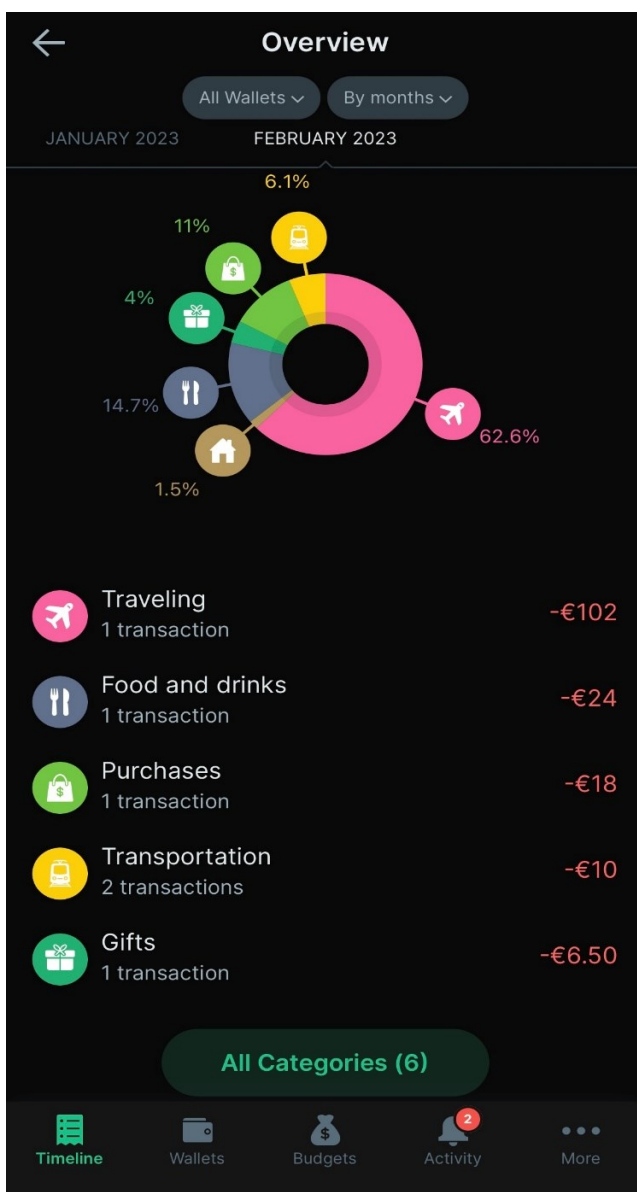 Overview
All Wallets
By months
JANUARY 2023
FEBRUARY 2023
6.1%
11%
4%
14.7%
62.6%
1.5%
Traveling
1 transaction
-€102
Food and drinks
1 transaction
-€24
Purchases
1 transaction
-€18
Transportation
2 transactions
-€10
Gifts
1 transaction
-€6.50
All Categories (6)
2
Timeline
Wallets
Budgets
Activity
More